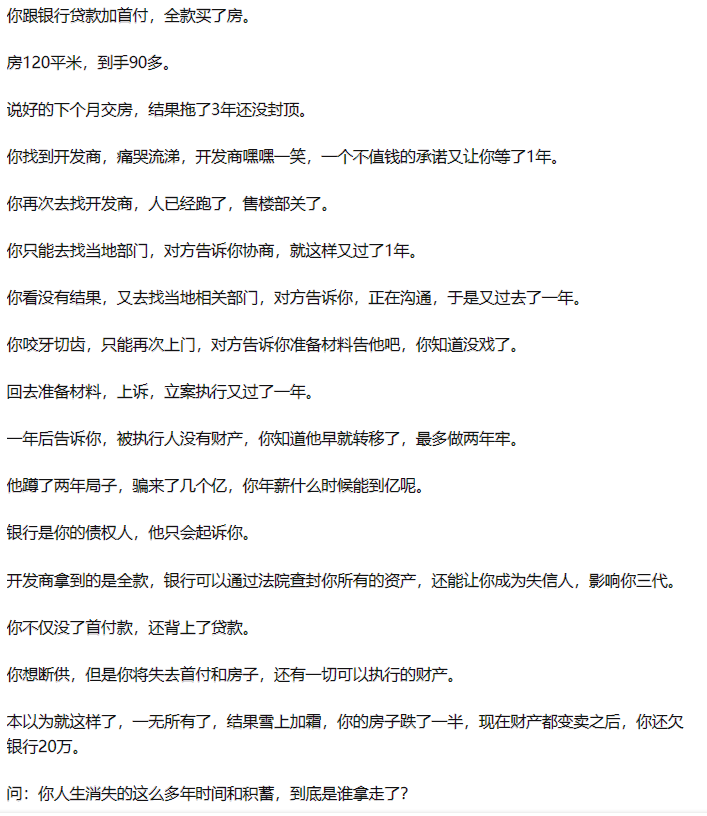 你跟银行贷款加首付，全款买了房。
房120平米，到手90多。
说好的下个月交房，结果拖了3年还没封顶。
你找到开发商，痛哭流涕，开发商嘿嘿一笑，一个不值钱的承诺又让你等了1年。
你再次去找开发商，人已经跑了，售楼部关了。
你只能去找当地部门，对方告诉你协商，就这样又过了1年。
你看没有结果，又去找当地相关部门，对方告诉你，正在沟通，于是又过去了一年。
你咬牙切齿，只能再次上门，对方告诉你准备材料告他吧，你知道没戏了。
回去准备材料，上诉，立案执行又过了一年。
一年后告诉你，被执行人没有财产，你知道他早就转移了，最多做两年牢。
他蹲了两年局子，骗来了几个亿，你年薪什么时候能到亿呢。
银行是你的债权人，他只会起诉你。
开发商拿到的是全款，银行可以通过法院查封你所有的资产，还能让你成为失信人，影响你三代。
你不仅没了首付款，还背上了贷款。
你想断供，但是你将失去首付和房子，还有一切可以执行的财产。
本以为就这样了，一无所有了，结果雪上加霜，你的房子跌了一半，现在财产都变卖之后，你还欠
银行20万。
问：你人生消失的这么多年时间和积蓄，到底是谁拿走了？